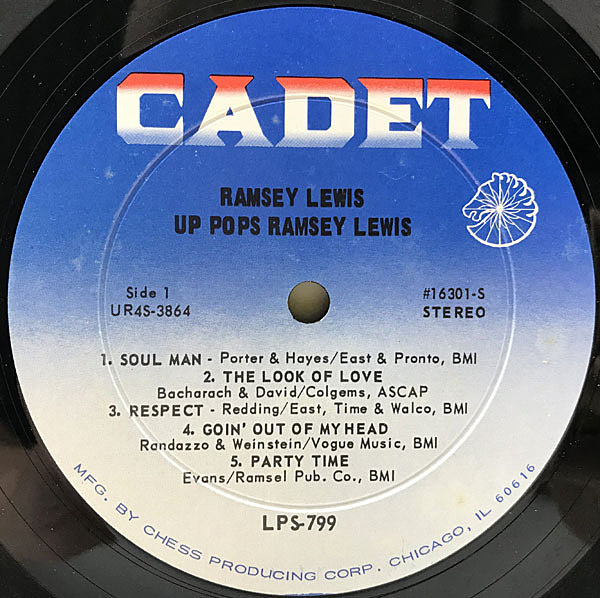 CADET
RAMSEY LEWIS
UP POPS RAMSEY LEWIS
Side 1
UR4S-3864
#16301-S
STEREO
1. SOUL MAN - Porter & Hayes/East & Pronto, BMI
2. THE LOOK OF LOVE
Bacharach & David/Colgems, ASCAP
3. RESPECT - Redding/East, Time & Walco, BMI
4. GOIN' OUT OF MY HEAD
Randazzo & Weinstein/Vogue Music, BMI
5. PARTY TIME
Evans/Ramsel Pub. Co., BMI
LPS-799
MFG. BY CHESS PRODUCING CORP. CHICAGO, IL 60616